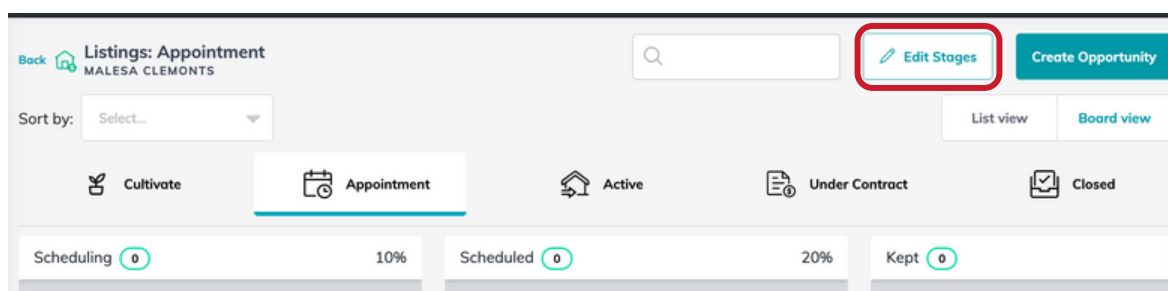 Back Listings: Appointment
MALESA CLEMONTS
Edit Stages
Create Opportunity
Sort by: Select...
List view Board view
Cultivate Appointment Active Under Contract Closed
Scheduling 0 10% Scheduled 0 20% Kept 0